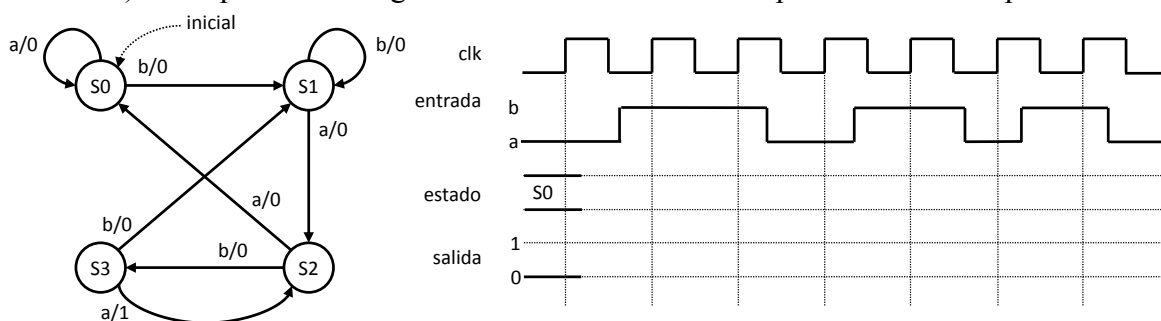 inicial
a/0
b/0
b/0
S0
S1
a/0
a/0
b/0
b/0
S3
S2
a/1
clk
entrada
b
a
estado
S0
salida
1
0